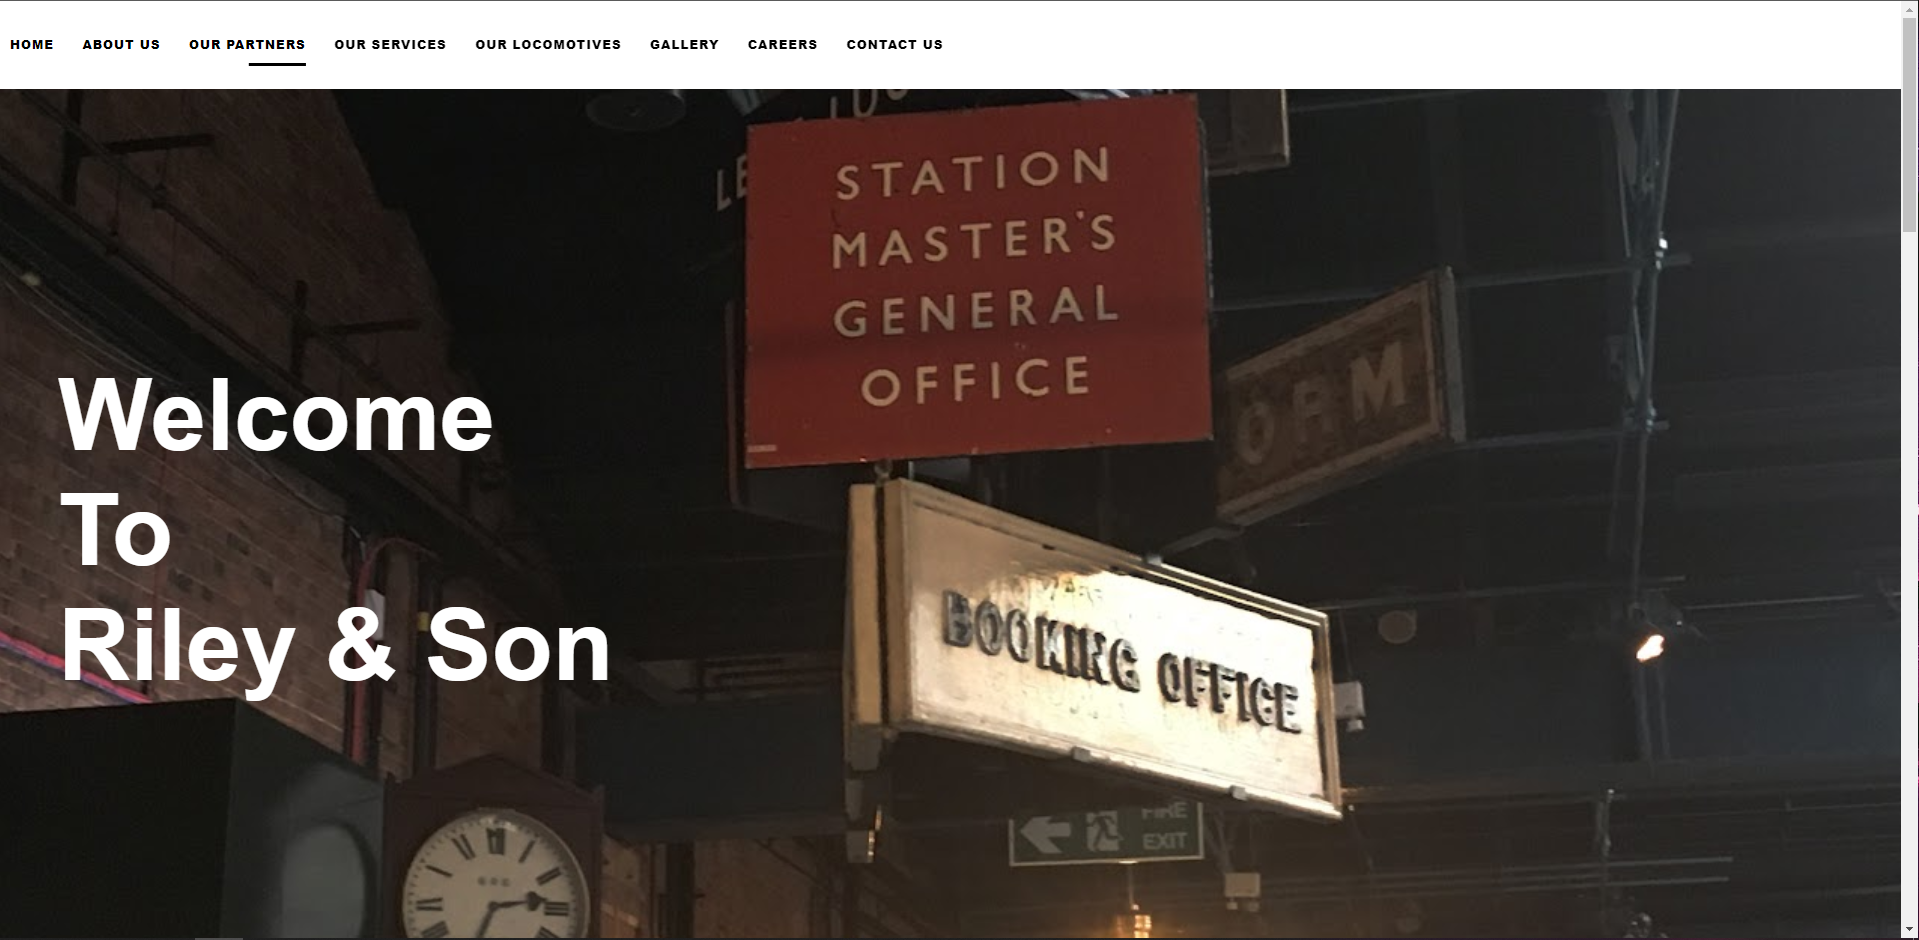 HOME ABOUT US OUR PARTNERS OUR SERVICES OUR LOCOMOTIVES GALLERY CAREERS CONTACT US
STATION
MASTER'S
GENERAL
OFFICE
Welcome
To
Riley & Son
BOOKING OFFICE
FIRE
EXIT